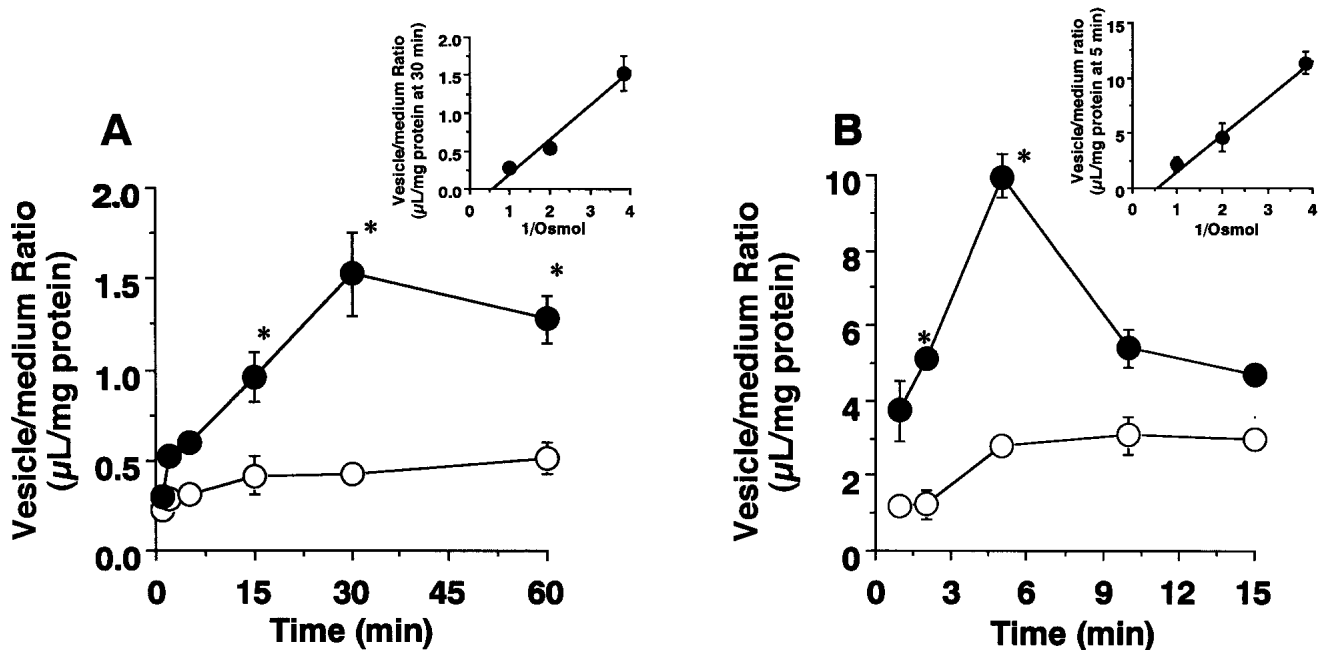 A
Vesicle/medium Ratio
(µL/mg protein)
2.0
1.5
1.0
0.5
0.0
0 15 30 45 60
Time (min)
* * *
Vesicle/medium Ratio
(µL/mg protein at 30 min)
2.0
1.5
1.0
0.5
0.0
0 1 2 3 4
1/Osmol
B
Vesicle/medium Ratio
(µL/mg protein)
10
8
6
4
2
0
0 3 6 9 12 15
Time (min)
* *
Vesicle/medium ratio
(µL/mg protein at 5 min)
15
10
5
0
0 1 2 3 4
1/Osmol